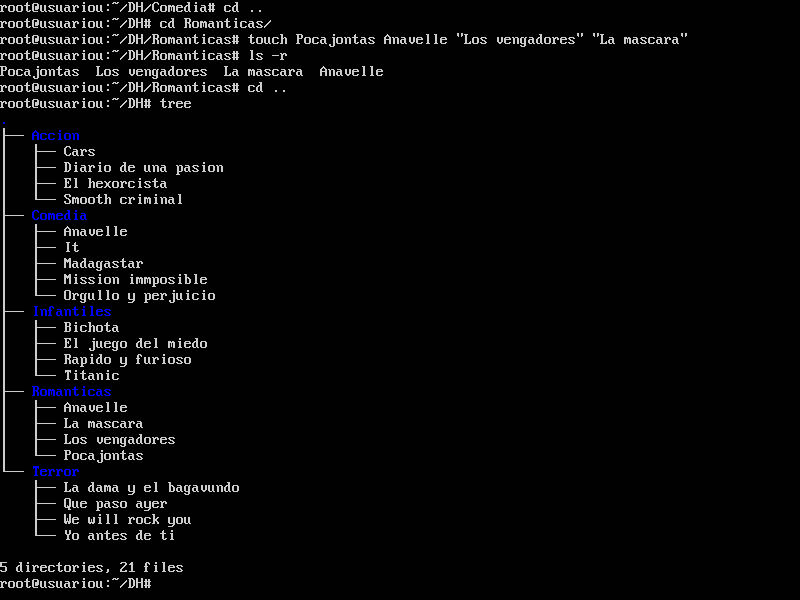 root@usuariou:~/DH/Comedia# cd ..
root@usuariou:~/DH# cd Romanticas/
root@usuariou:~/DH/Romanticas# touch Pocajontas Anavelle "Los vengadores" "La mascara"
root@usuariou:~/DH/Romanticas# ls -r
Pocajontas  Los vengadores  La mascara  Anavelle
root@usuariou:~/DH/Romanticas# cd ..
root@usuariou:~/DH# tree
.
├── Accion
│   ├── Cars
│   ├── Diario de una pasion
│   ├── El hexorcista
│   └── Smooth criminal
├── Comedia
│   ├── Anavelle
│   ├── It
│   ├── Madagastar
│   ├── Mission immposible
│   └── Orgullo y perjuicio
├── Infantiles
│   ├── Bichota
│   ├── El juego del miedo
│   ├── Rapido y furioso
│   └── Titanic
├── Romanticas
│   ├── Anavelle
│   ├── La mascara
│   ├── Los vengadores
│   └── Pocajontas
└── Terror
    ├── La dama y el bagavundo
    ├── Que paso ayer
    ├── We will rock you
    └── Yo antes de ti

5 directories, 21 files
root@usuariou:~/DH#